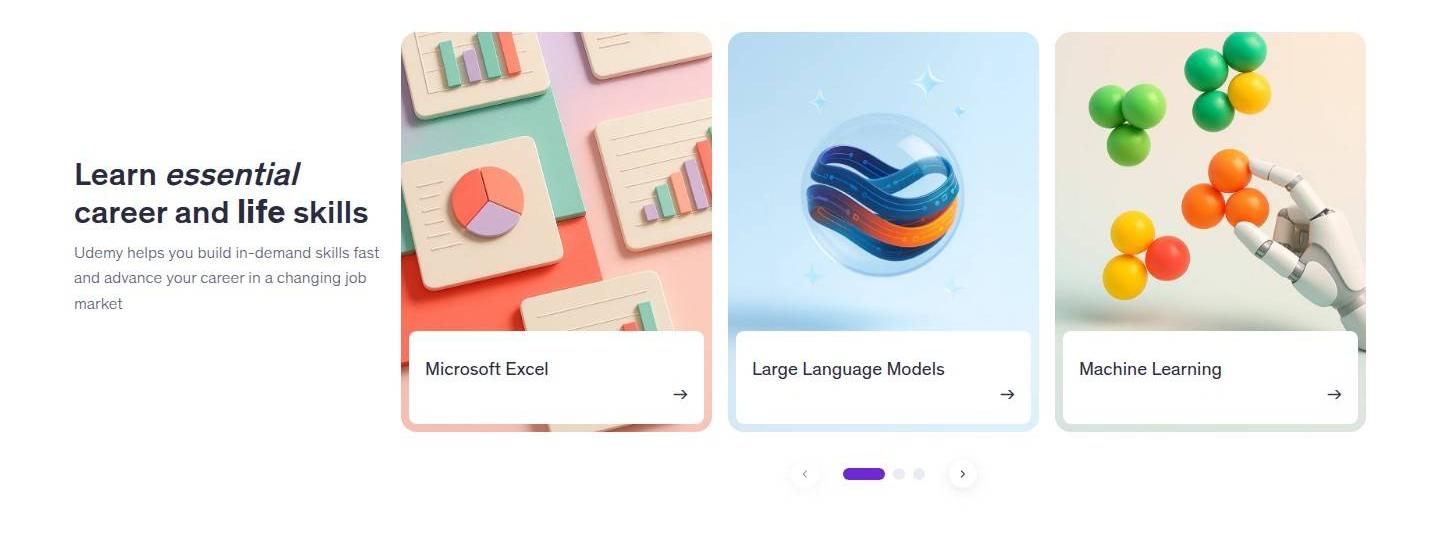 Learn essential
career and life skills
Udemy helps you build in-demand skills fast
and advance your career in a changing job
market
Microsoft Excel
Large Language Models
Machine Learning